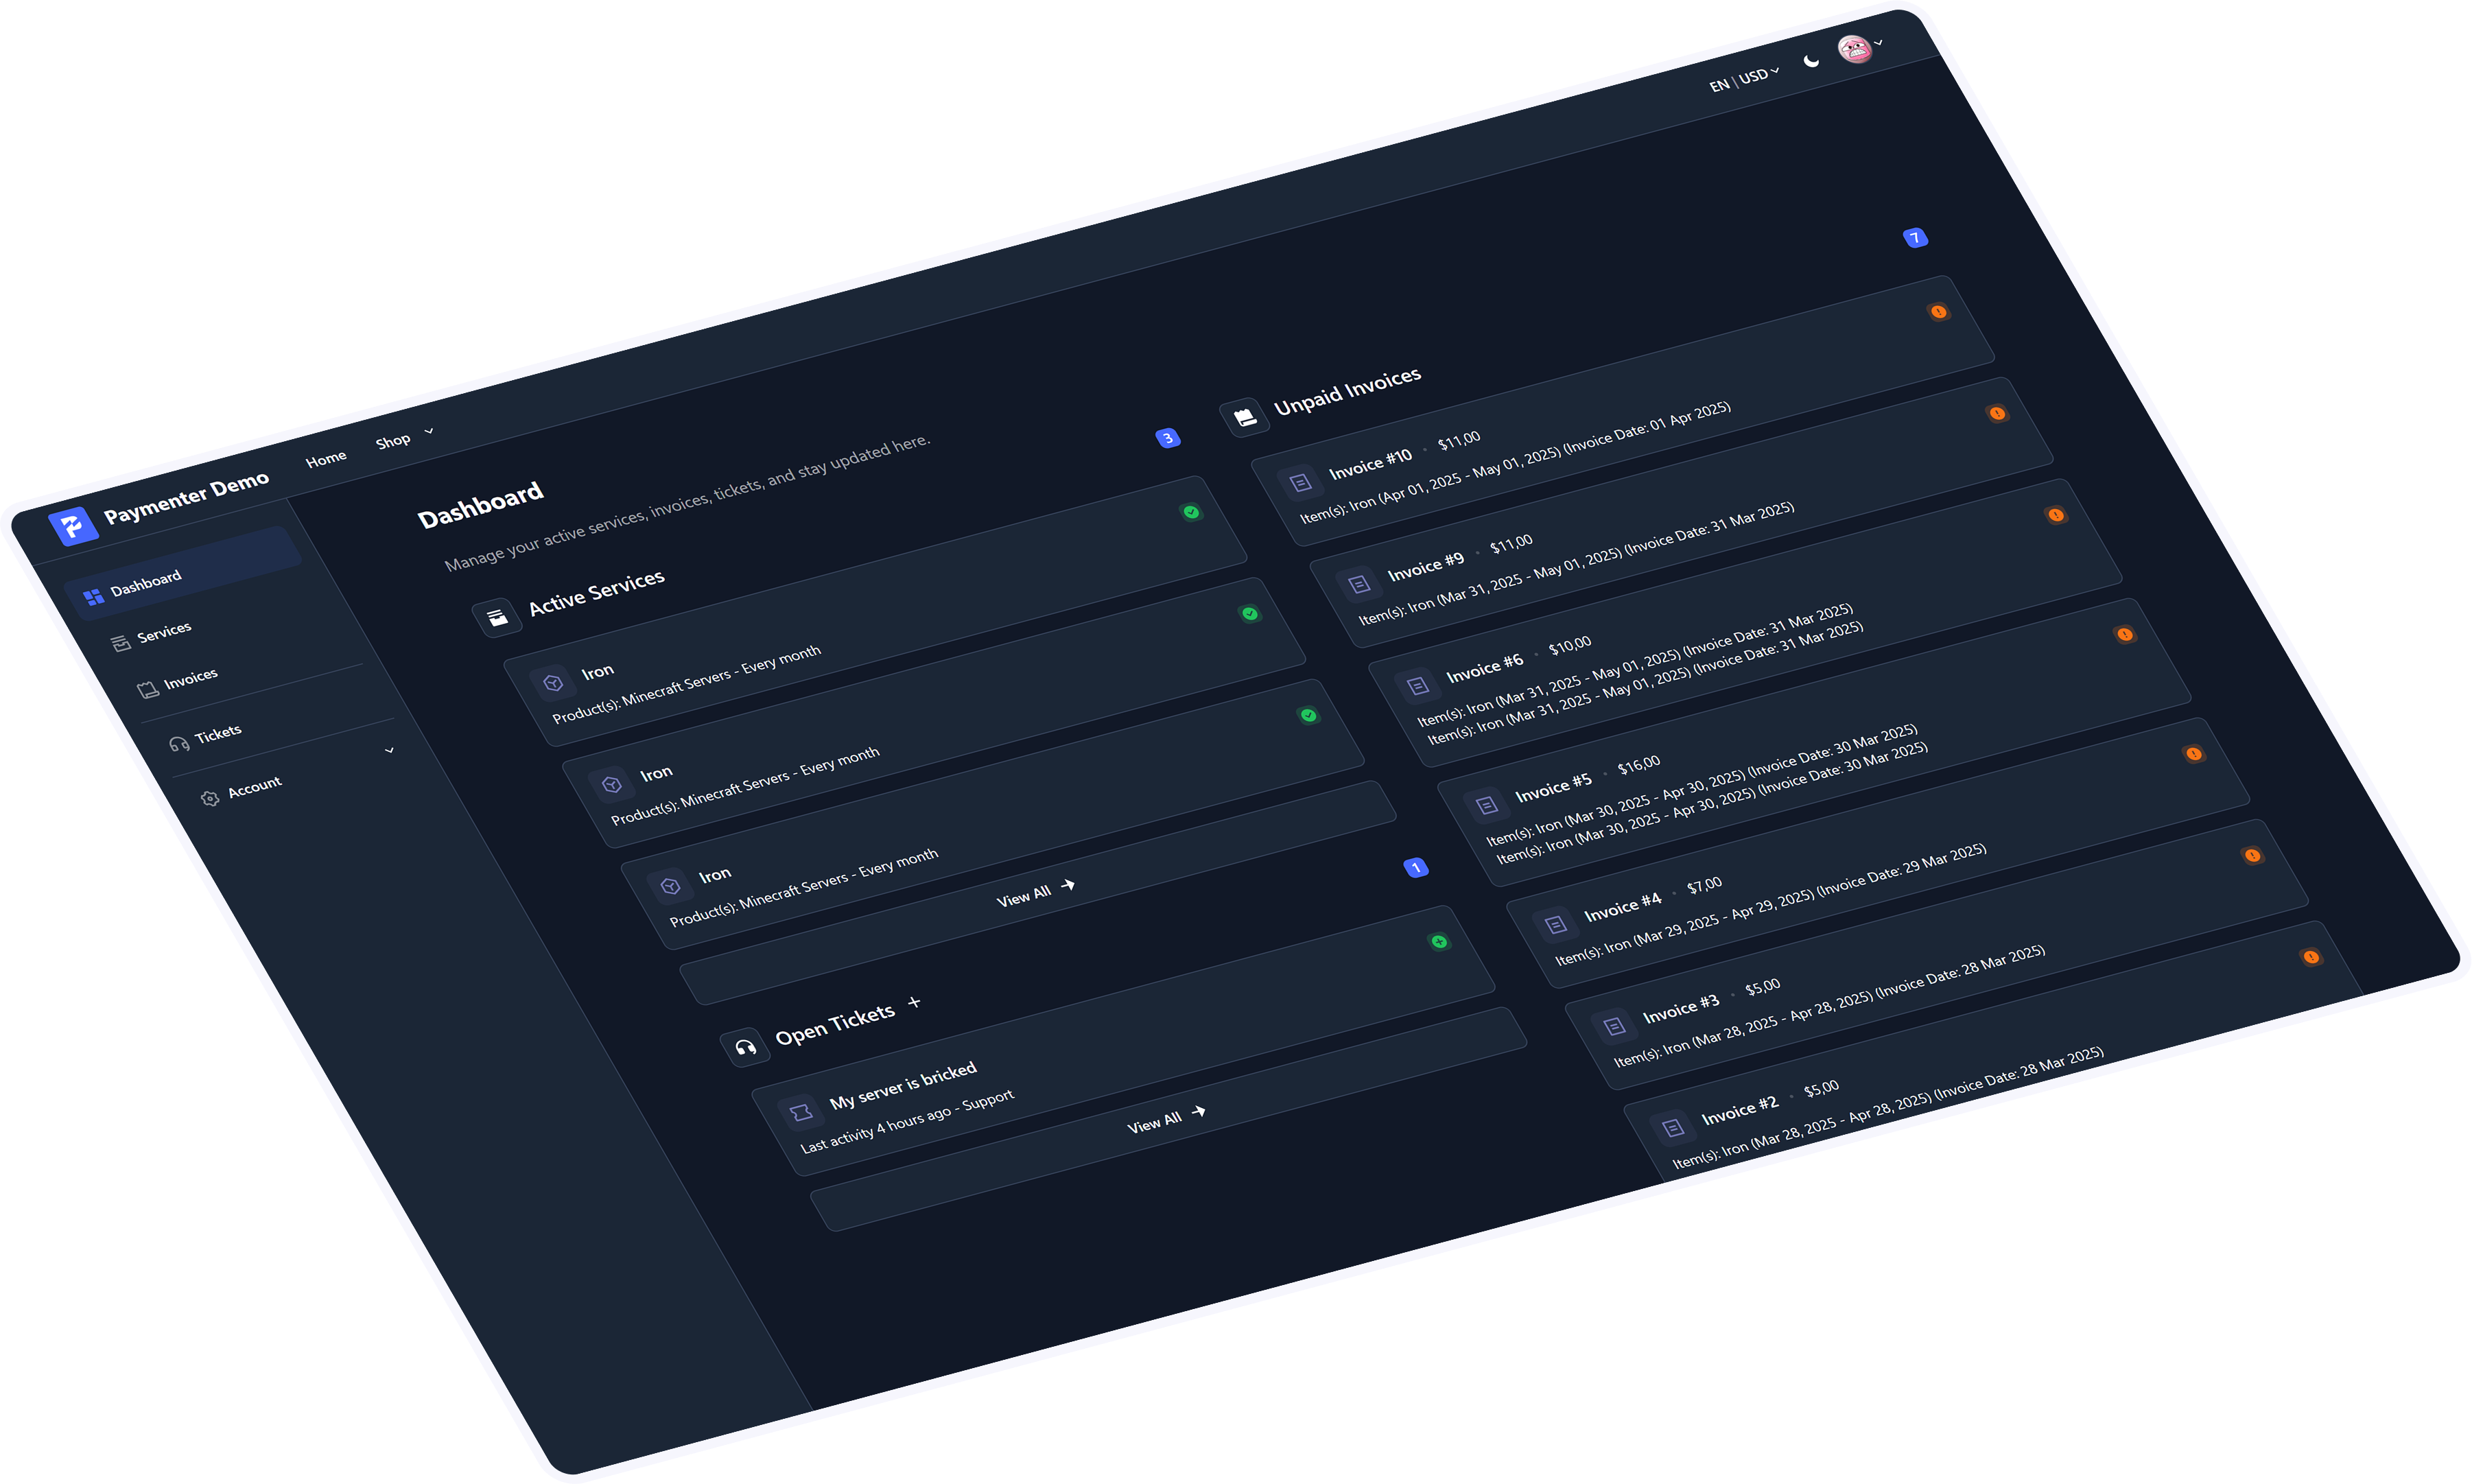 Paymenter Demo
Home
Shop
EN | USD
Dashboard
Services
Invoices
Tickets
Account
Dashboard
Manage your active services, invoices, tickets, and stay updated here.
Active Services
3
Iron
Product(s): Minecraft Servers - Every month
Iron
Product(s): Minecraft Servers - Every month
Iron
Product(s): Minecraft Servers - Every month
View All
Open Tickets
1
My server is bricked
Last activity 4 hours ago - Support
View All
Unpaid Invoices
7
Invoice #10 • $11,00
Item(s): Iron (Apr 01, 2025 - May 01, 2025) (Invoice Date: 01 Apr 2025)
Invoice #9 • $11,00
Item(s): Iron (Mar 31, 2025 - May 01, 2025) (Invoice Date: 31 Mar 2025)
Invoice #6 • $10,00
Item(s): Iron (Mar 31, 2025 - May 01, 2025) (Invoice Date: 31 Mar 2025)
Item(s): Iron (Mar 31, 2025 - May 01, 2025) (Invoice Date: 31 Mar 2025)
Invoice #5 • $16,00
Item(s): Iron (Mar 30, 2025 - Apr 30, 2025) (Invoice Date: 30 Mar 2025)
Item(s): Iron (Mar 30, 2025 - Apr 30, 2025) (Invoice Date: 30 Mar 2025)
Invoice #4 • $7,00
Item(s): Iron (Mar 29, 2025 - Apr 29, 2025) (Invoice Date: 29 Mar 2025)
Invoice #3 • $5,00
Item(s): Iron (Mar 28, 2025 - Apr 28, 2025) (Invoice Date: 28 Mar 2025)
Invoice #2 • $5,00
Item(s): Iron (Mar 28, 2025 - Apr 28, 2025) (Invoice Date: 28 Mar 2025)